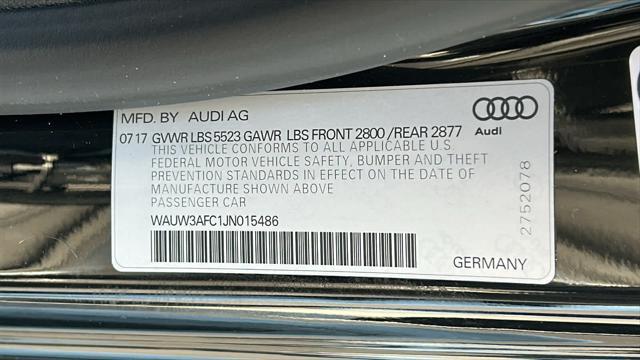 MFD. BY AUDI AG
07 17 GVWR LBS 5523 GAWR LBS FRONT 2800 /REAR 2877
THIS VEHICLE CONFORMS TO ALL APPLICABLE U.S.
FEDERAL MOTOR VEHICLE SAFETY, BUMPER AND THEFT
PREVENTION STANDARDS IN EFFECT ON THE DATE OF
MANUFACTURE SHOWN ABOVE
PASSENGER CAR
WAUW3AFC1JN015486
Audi
2752078
GERMANY